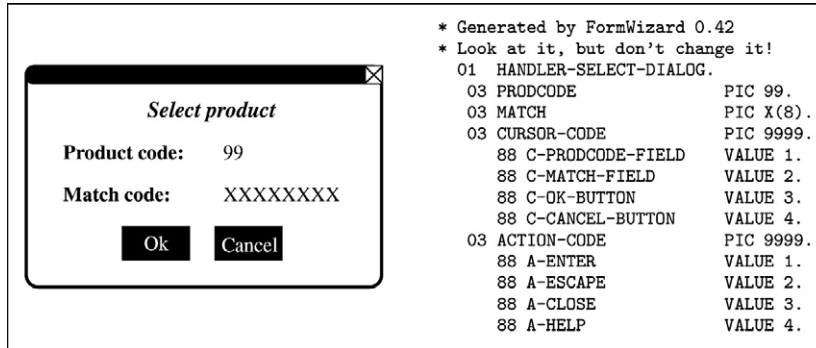 Select product
Product code: 99
Match code: XXXXXXXX
Ok Cancel
* Generated by FormWizard 0.42
* Look at it, but don't change it!
01 HANDLER-SELECT-DIALOG.
03 PRODCODE PIC 99.
03 MATCH PIC X(8).
03 CURSOR-CODE PIC 9999.
88 C-PRODCODE-FIELD VALUE 1.
88 C-MATCH-FIELD VALUE 2.
88 C-OK-BUTTON VALUE 3.
88 C-CANCEL-BUTTON VALUE 4.
03 ACTION-CODE PIC 9999.
88 A-ENTER VALUE 1.
88 A-ESCAPE VALUE 2.
88 A-CLOSE VALUE 3.
88 A-HELP VALUE 4.